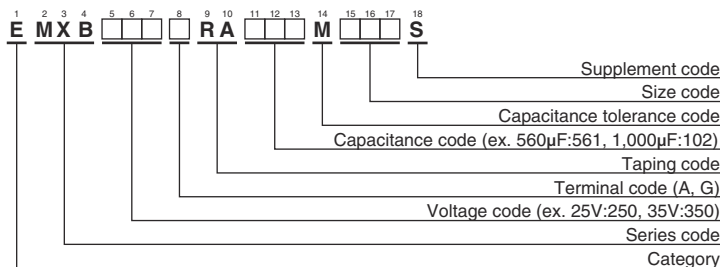 1 2 3 4 5 6 7 8 9 10 11 12 13 14 15 16 17 18
E M X B R A M S
Supplement code
Size code
Capacitance tolerance code
Capacitance code (ex. 560μF:561, 1,000μF:102)
Taping code
Terminal code (A, G)
Voltage code (ex. 25V:250, 35V:350)
Series code
Category